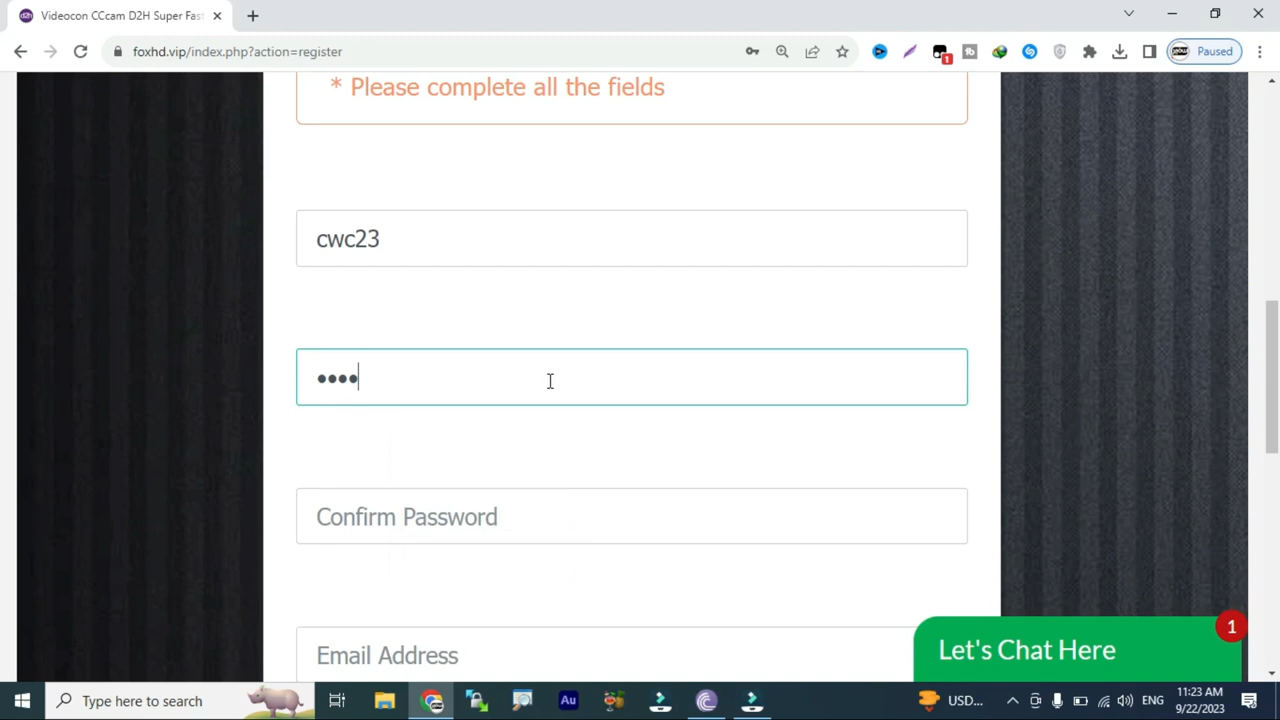 Videocon CCcam D2H Super Fast
foxhd.vip/index.php?action=register
1
Paused
* Please complete all the fields
cwc23
••••
Confirm Password
Email Address
1
Let's Chat Here
Type here to search
Au
USD...
ENG
11:23 AM
9/22/2023